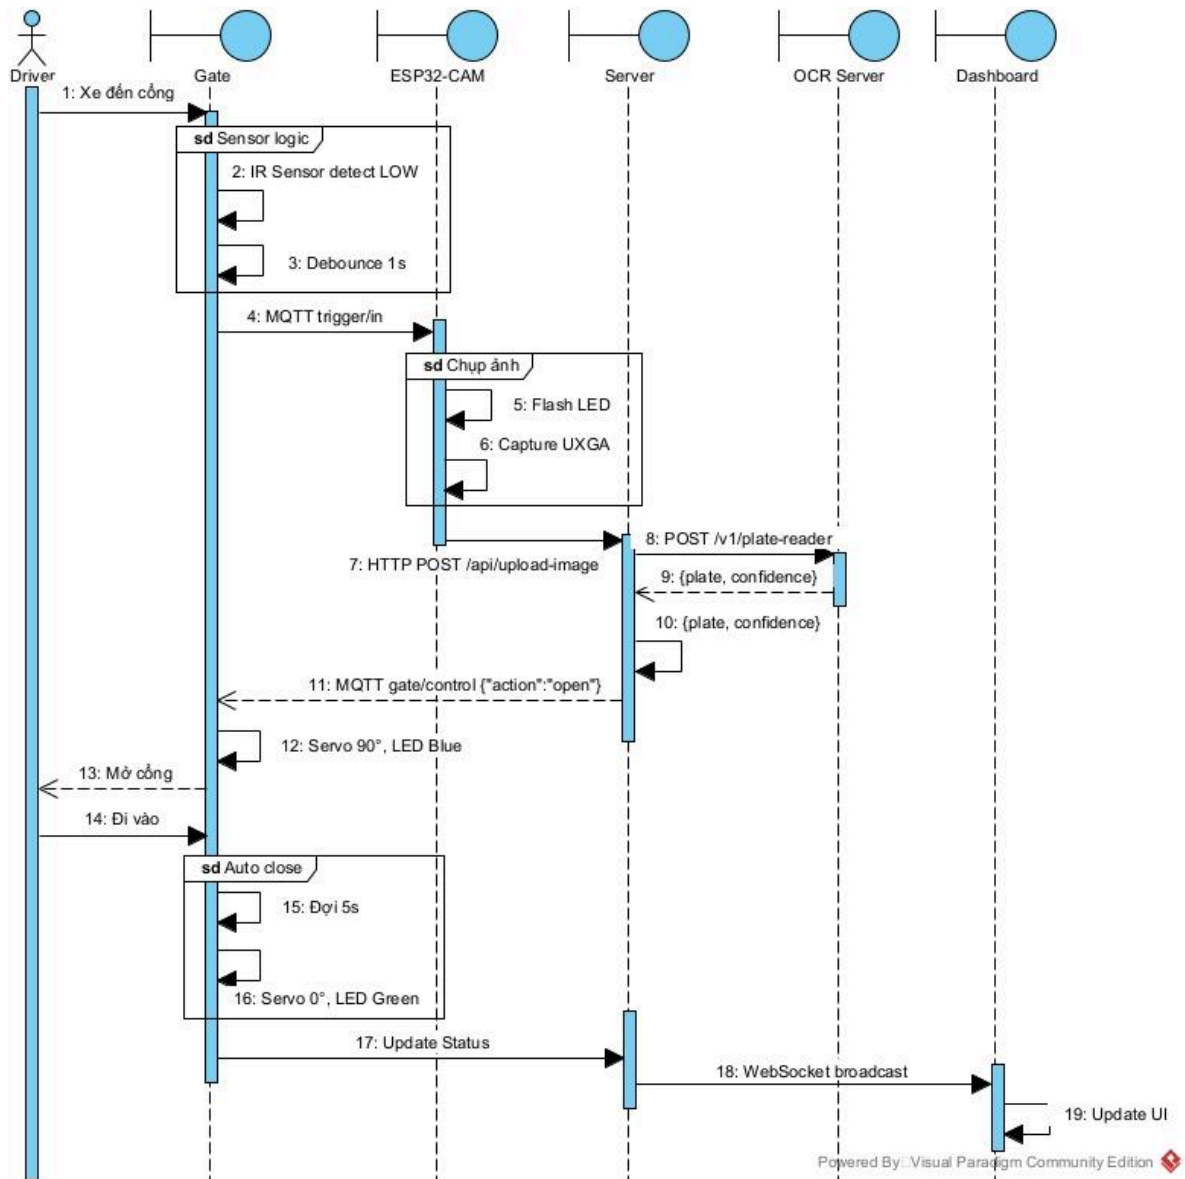 Driver
Gate
ESP32-CAM
Server
OCR Server
Dashboard
1: Xe đến cổng
sd Sensor logic
2: IR Sensor detect LOW
3: Debounce 1s
4: MQTT trigger/in
sd Chụp ảnh
5: Flash LED
6: Capture UXGA
7: HTTP POST /api/upload-image
8: POST /v1/plate-reader
9: {plate, confidence}
10: {plate, confidence}
11: MQTT gate/control {"action":"open"}
12: Servo 90°, LED Blue
13: Mở cổng
14: Đi vào
sd Auto close
15: Đợi 5s
16: Servo 0°, LED Green
17: Update Status
18: WebSocket broadcast
19: Update UI
Powered By Visual Paradigm Community Edition